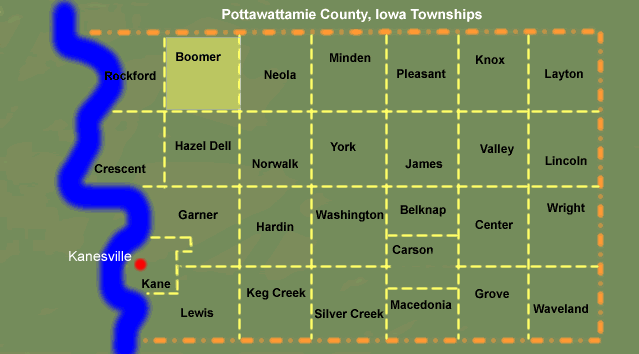 Pottawattamie County, Iowa Townships
Rockford
Boomer
Neola
Minden
Pleasant
Knox
Layton
Crescent
Hazel Dell
Norwalk
York
James
Valley
Lincoln
Garner
Hardin
Washington
Belknap
Carson
Center
Wright
Kanesville
Kane
Lewis
Keg Creek
Silver Creek
Macedonia
Grove
Waveland